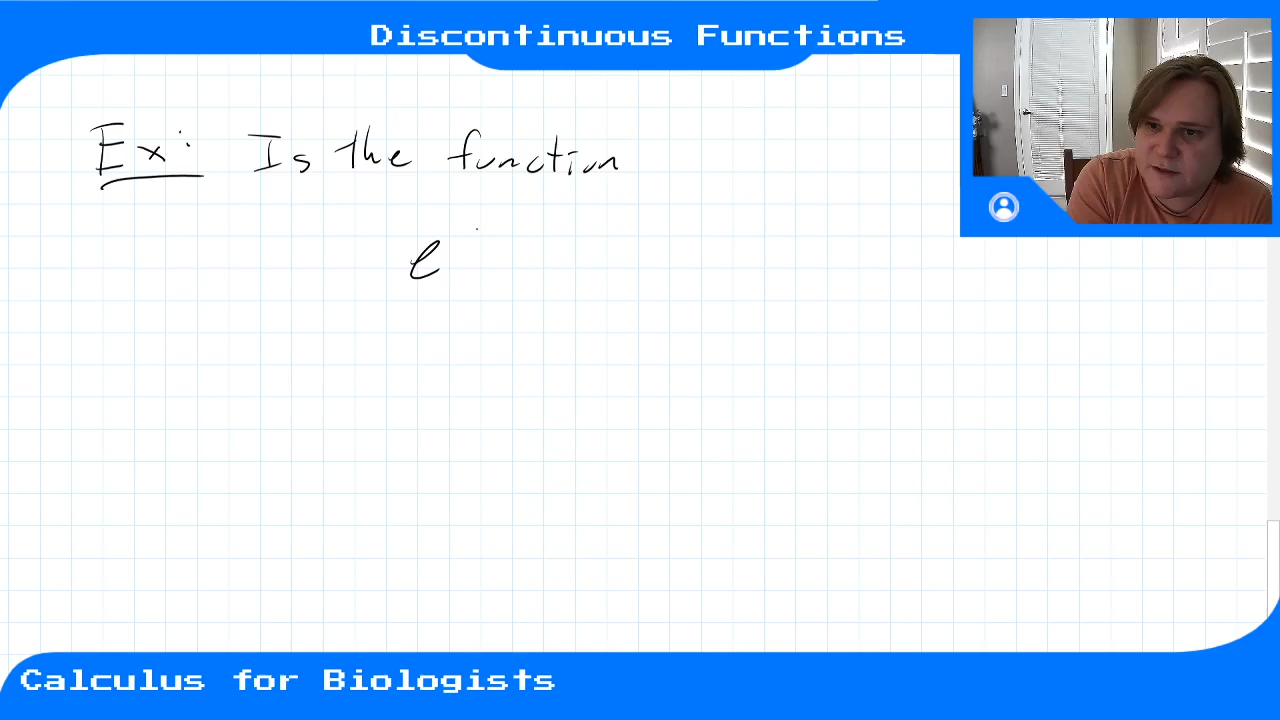 Discontinuous Functions
Ex: Is the function
e
Calculus for Biologists